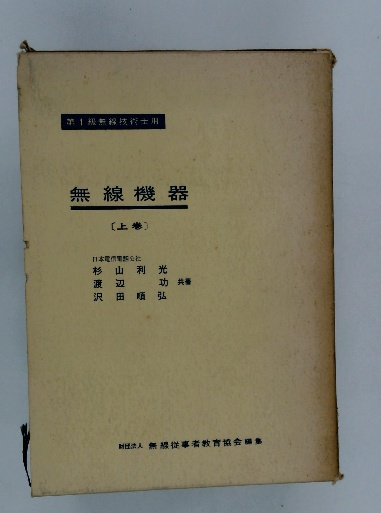 第1級無線技術士用
無線機器
〔上巻〕
日本電信電話公社
杉山利光
渡辺功 共著
沢田順弘
財団法人 無線従事者教育協会編集